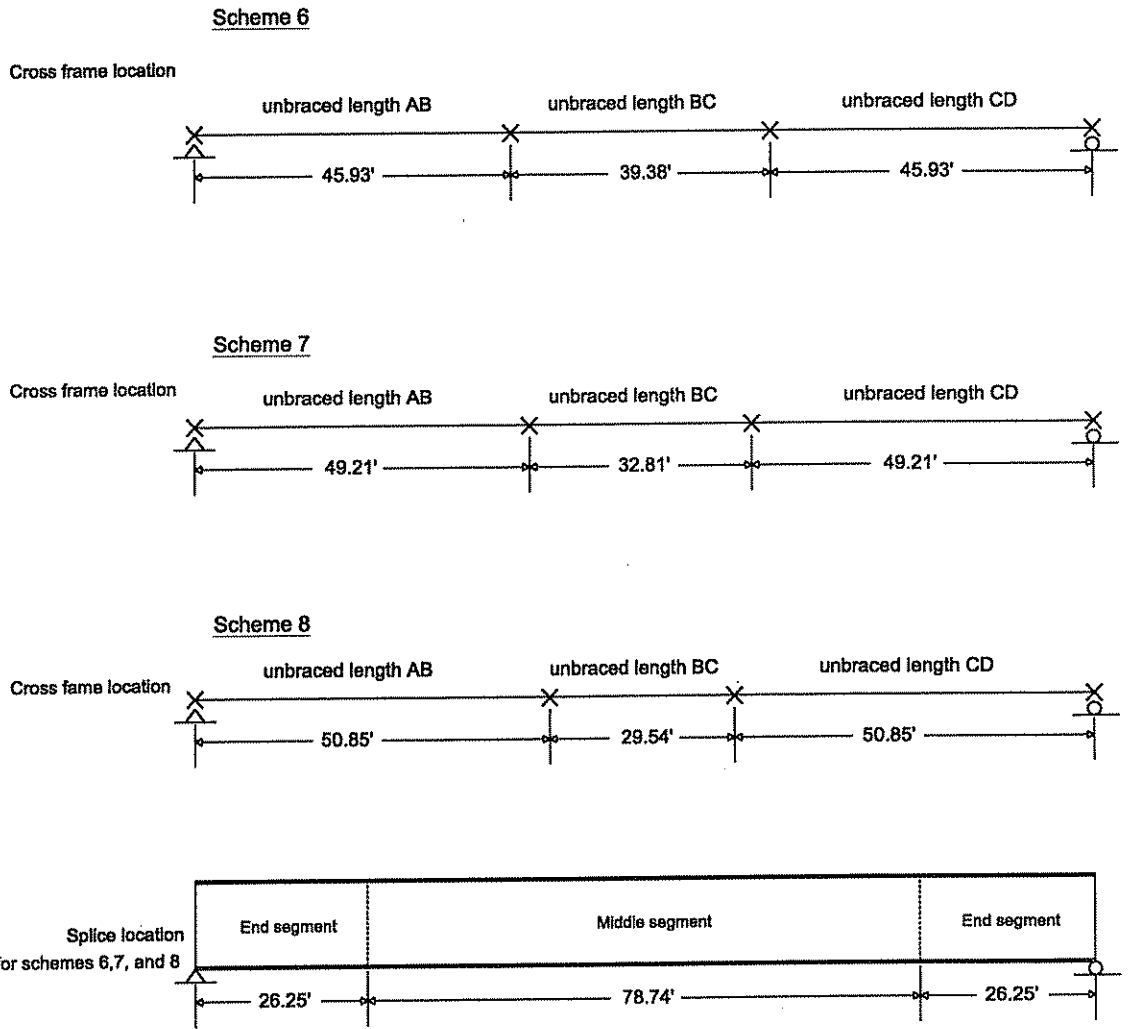 Scheme 6
Cross frame location
unbraced length AB unbraced length BC unbraced length CD
45.93' 39.38' 45.93'
Scheme 7
Cross frame location
unbraced length AB unbraced length BC unbraced length CD
49.21' 32.81' 49.21'
Scheme 8
Cross fame location
unbraced length AB unbraced length BC unbraced length CD
50.85' 29.54' 50.85'
End segment Middle segment End segment
Splice location
for schemes 6,7, and 8
26.25' 78.74' 26.25'